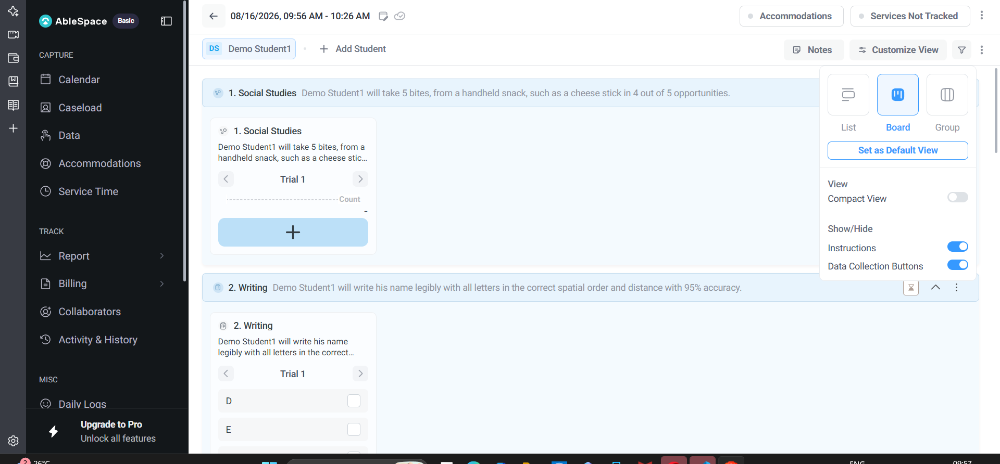 AbleSpace Basic
CAPTURE
Calendar
Caseload
Data
Accommodations
Service Time
TRACK
Report
Billing
Collaborators
Activity & History
MISC
Daily Logs
Upgrade to Pro
Unlock all features
08/16/2026, 09:56 AM - 10:26 AM
Accommodations
Services Not Tracked
DS Demo Student1
Add Student
Notes
Customize View
1. Social Studies Demo Student1 will take 5 bites, from a handheld snack, such as a cheese stick in 4 out of 5 opportunities.
1. Social Studies
Demo Student1 will take 5 bites, from a
handheld snack, such as a cheese stic...
Trial 1
Count
-
2. Writing Demo Student1 will write his name legibly with all letters in the correct spatial order and distance with 95% accuracy.
2. Writing
Demo Student1 will write his name
legibly with all letters in the correct...
Trial 1
D
E
List
Board
Group
Set as Default View
View
Compact View
Show/Hide
Instructions
Data Collection Buttons
2
26°C
ENG
09:57